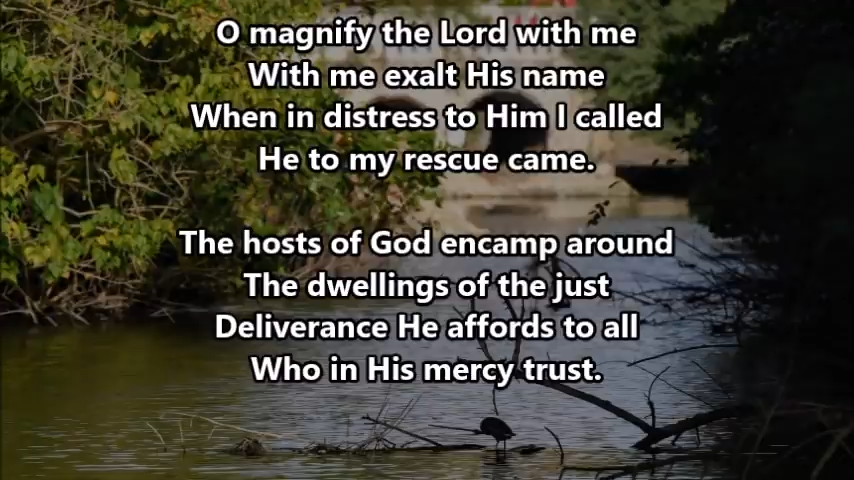 O magnify the Lord with me
With me exalt His name
When in distress to Him I called
He to my rescue came.
The hosts of God encamp around
The dwellings of the just
Deliverance He affords to all
Who in His mercy trust.